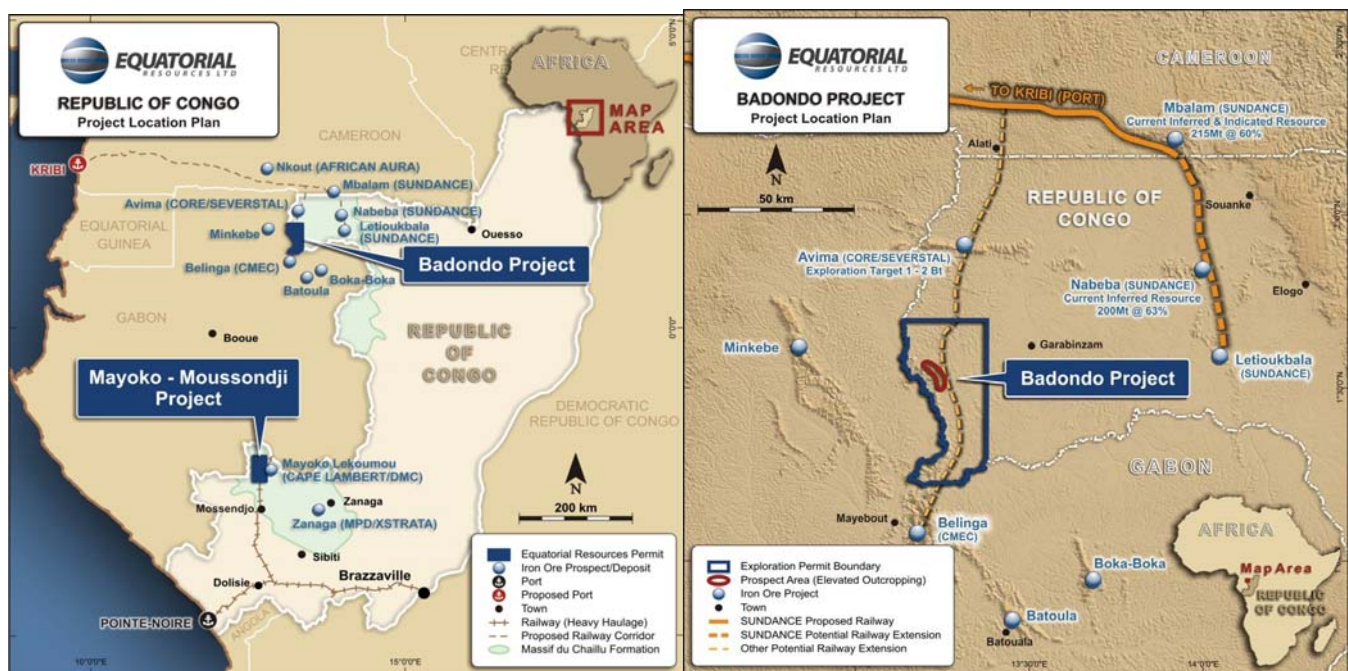 EQUATORIAL
RESOURCES LTD
REPUBLIC OF CONGO
Project Location Plan
AFRICA
MAP
AREA
CAMEROON
KRIBI
Nkout (AFRICAN AURA)
Mbalam (SUNDANCE)
Avima (CORE/SEVERSTAL)
Nabeba (SUNDANCE)
EQUATORIAL
GUINEA
Minkebe
Letioukbala
(SUNDANCE)
Ouesso
Belinga (CMEC)
Badondo Project
Boka-Boka
Batoula
GABON
Booue
REPUBLIC
OF
CONGO
Mayoko - Moussondji
Project
DEMOCRATIC
REPUBLIC OF CONGO
Mayoko Lekoumou
(CAPE LAMBERT/DMC)
N
200 km
Zanaga
Mossendjo
Zanaga (MPD/XSTRATA)
Sibiti
Dolisie
Brazzaville
POINTE-NOIRE
Equatorial Resources Permit
Iron Ore Prospect/Deposit
Port
Proposed Port
Town
Railway (Heavy Haulage)
Proposed Railway Corridor
Massif du Chaillu Formation
10°0'0"E
15°0'0"E
EQUATORIAL
RESOURCES LTD
BADONDO PROJECT
Project Location Plan
CAMEROON
TO KRIBI (PORT)
Mbalam (SUNDANCE)
Current Inferred & Indicated Resource
215Mt @ 60%
Alati
N
50 km
REPUBLIC OF
CONGO
Souanke
Avima (CORE/SEVERSTAL)
Exploration Target 1 - 2 Bt
Nabeba (SUNDANCE)
Current Inferred Resource
200Mt @ 63%
Elogo
Minkebe
Garabinzam
Letioukbala
(SUNDANCE)
Badondo Project
GABON
Mayebout
Belinga
(CMEC)
Boka-Boka
Batoula
Batouala
AFRICA
Map Area
REPUBLIC
OF CONGO
Exploration Permit Boundary
Prospect Area (Elevated Outcropping)
Iron Ore Project
Town
SUNDANCE Proposed Railway
SUNDANCE Potential Railway Extension
Other Potential Railway Extension
13°30'0"E
14°0'0"E